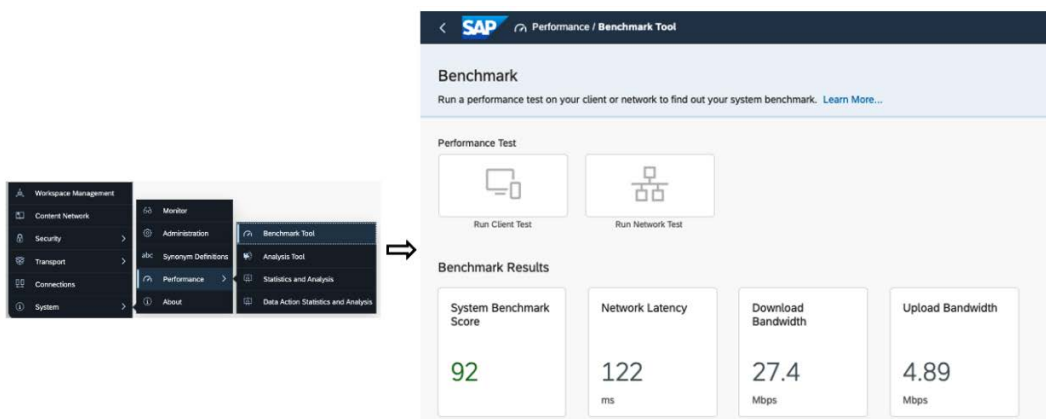 Workspace Management
Content Network
Security
Transport
Connections
System
Monitor
Administration
abc Synonym Definitions
Performance
About
Benchmark Tool
Analysis Tool
Statistics and Analysis
Data Action Statistics and Analysis
SAP Performance / Benchmark Tool
Benchmark
Run a performance test on your client or network to find out your system benchmark. Learn More...
Performance Test
Run Client Test
Run Network Test
Benchmark Results
System Benchmark
Score
92
Network Latency
122
ms
Download
Bandwidth
27.4
Mbps
Upload Bandwidth
4.89
Mbps